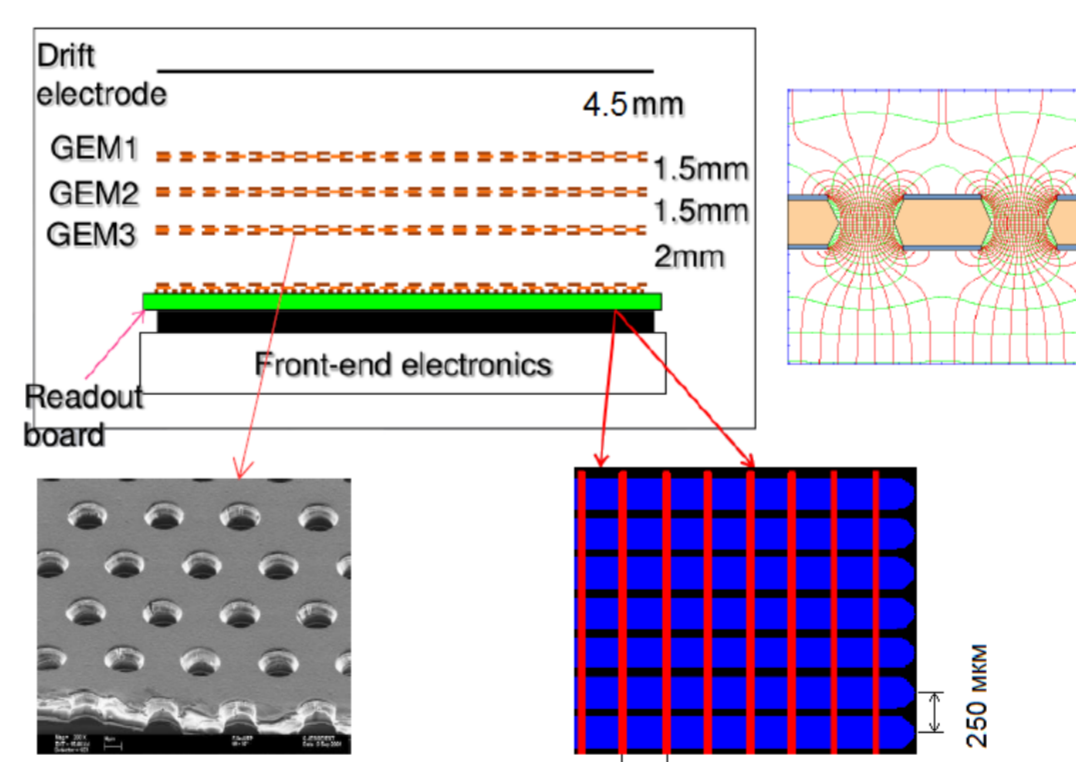 Drift
electrode
4.5mm
GEM1
1.5mm
GEM2
1.5mm
GEM3
2mm
Front-end electronics
Readout
board
250 мкм